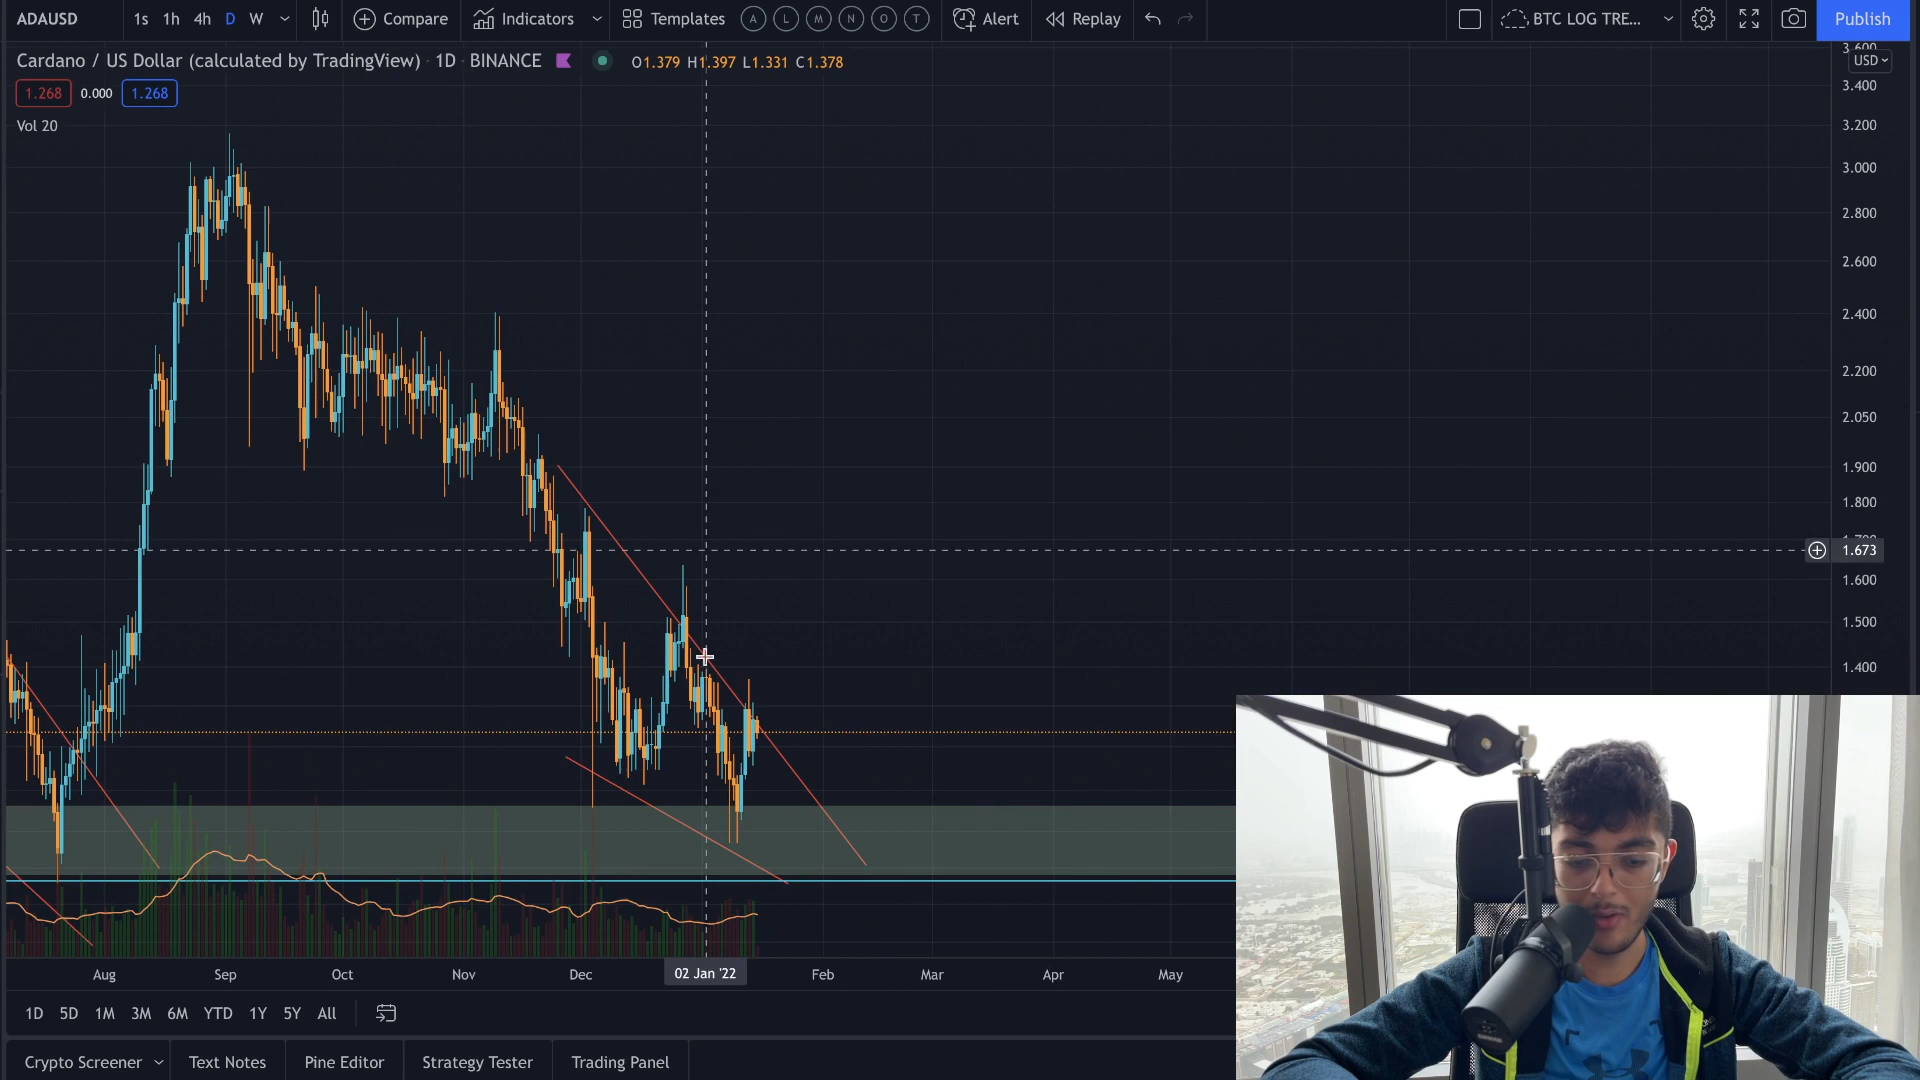 ADAUSD 1s 1h 4h D W Compare Indicators Templates A L M N O T Alert Replay BTC LOG TRE... Publish
Cardano / US Dollar (calculated by TradingView) · 1D · BINANCE O1.379 H1.397 L1.331 C1.378
1.268 0.000 1.268
Vol 20
3.600
USD
3.400
3.200
3.000
2.800
2.600
2.400
2.200
2.050
1.900
1.800
1.700
1.673
1.600
1.500
1.400
Aug Sep Oct Nov Dec 02 Jan '22 Feb Mar Apr May
1D 5D 1M 3M 6M YTD 1Y 5Y All
Crypto Screener Text Notes Pine Editor Strategy Tester Trading Panel